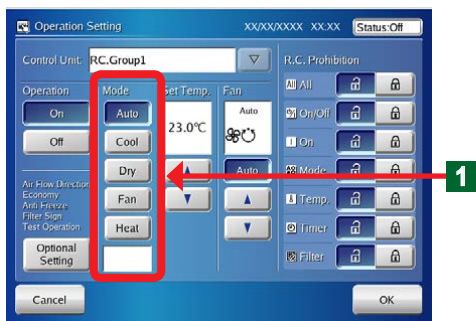 Operation Setting
XX/XX/XXXX XX:XX
Status:Off
Control Unit:
RC.Group1
R.C. Prohibition
Operation
Mode
Set Temp.
Fan
On
Off
Auto
Cool
Dry
Fan
Heat
23.0°C
Auto
Auto
All All
On/Off
On
Mode
Temp.
Timer
Filter
Air Flow Direction
Economy
Anti Freeze
Filter Sign
Test Operation
Optional
Setting
Cancel
OK
1